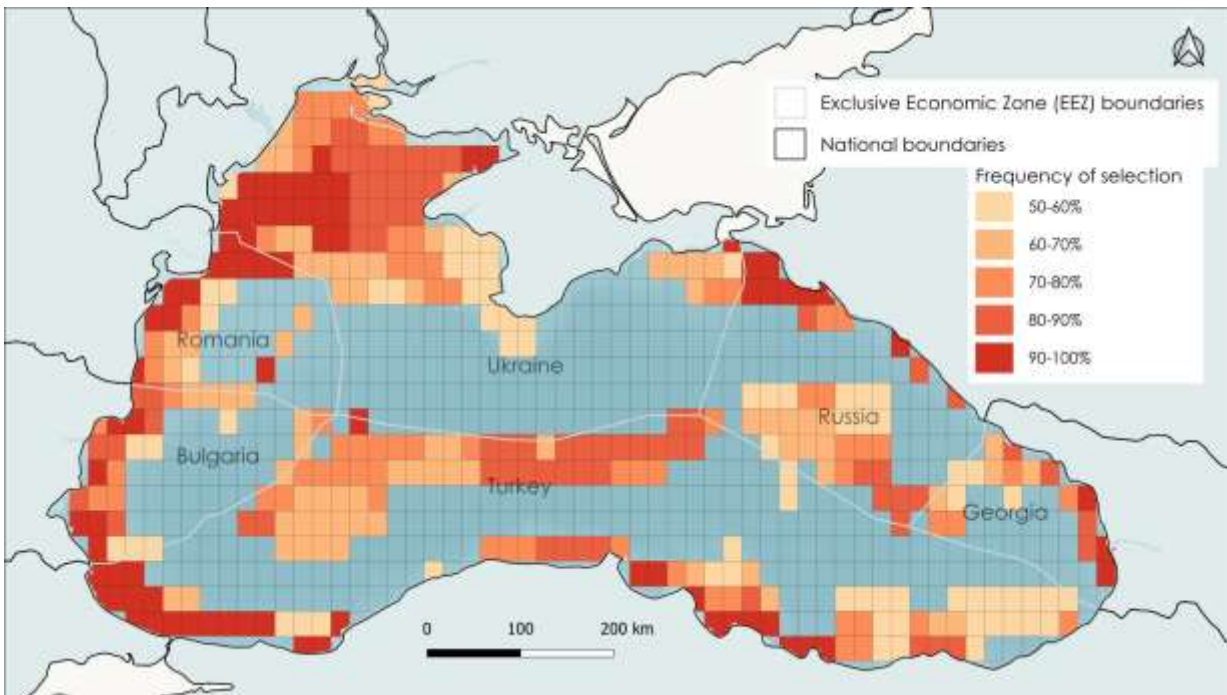 Exclusive Economic Zone (EEZ) boundaries
National boundaries
Frequency of selection
50-60%
60-70%
70-80%
80-90%
90-100%
Romania
Ukraine
Russia
Bulgaria
Turkey
Georgia
0 100 200 km